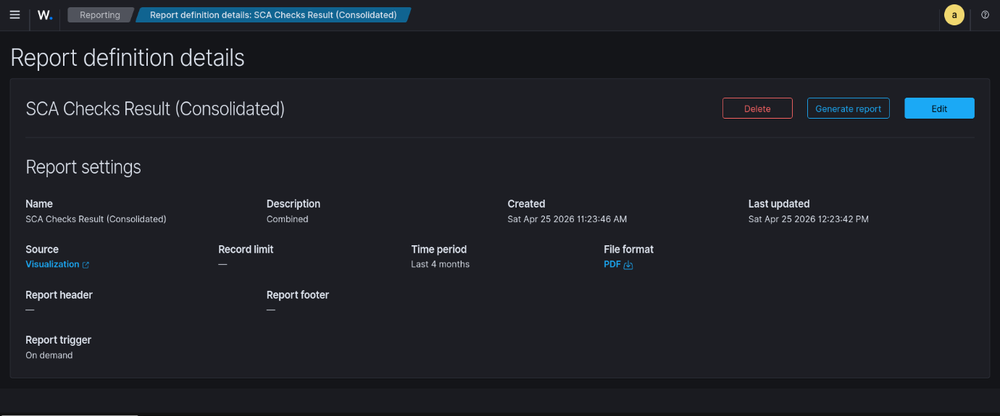 W. Reporting Report definition details: SCA Checks Result (Consolidated) a
Report definition details
SCA Checks Result (Consolidated) Delete Generate report Edit
Report settings
Name Description Created Last updated
SCA Checks Result (Consolidated) Combined Sat Apr 25 2026 11:23:46 AM Sat Apr 25 2026 12:23:42 PM
Source Record limit Time period File format
Visualization — Last 4 months PDF
Report header Report footer
— —
Report trigger
On demand